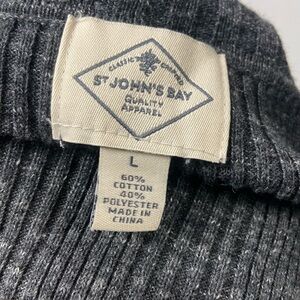 CLASSIC COMFORT
ST JOHN'S BAY
QUALITY
APPAREL
L
60%
COTTON
40%
POLYESTER
MADE IN
CHINA